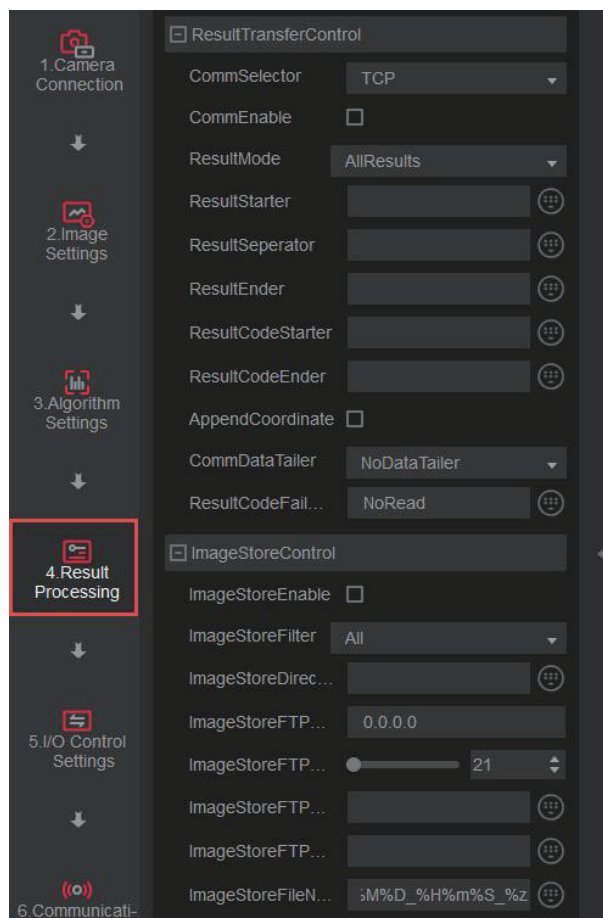 1.Camera
Connection
2.Image
Settings
3.Algorithm
Settings
4.Result
Processing
5.I/O Control
Settings
6.Communicati-
ResultTransferControl
CommSelector TCP
CommEnable
ResultMode AllResults
ResultStarter
ResultSeperator
ResultEnder
ResultCodeStarter
ResultCodeEnder
AppendCoordinate
CommDataTailer NoDataTailer
ResultCodeFail... NoRead
ImageStoreControl
ImageStoreEnable
ImageStoreFilter All
ImageStoreDirec...
ImageStoreFTP... 0.0.0.0
ImageStoreFTP... 21
ImageStoreFTP...
ImageStoreFTP...
ImageStoreFileN... %M%D_%H%m%S_%z